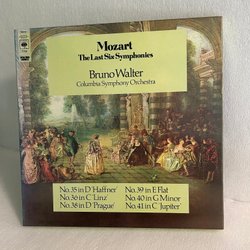 Mozart
The Last Six Symphonies
Bruno Walter
Columbia Symphony Orchestra
No.35 in D 'Haffner'
No.36 in C 'Linz'
No.38 in D 'Prague'
No.39 in E Flat
No.40 in G Minor
No.41 in C 'Jupiter'